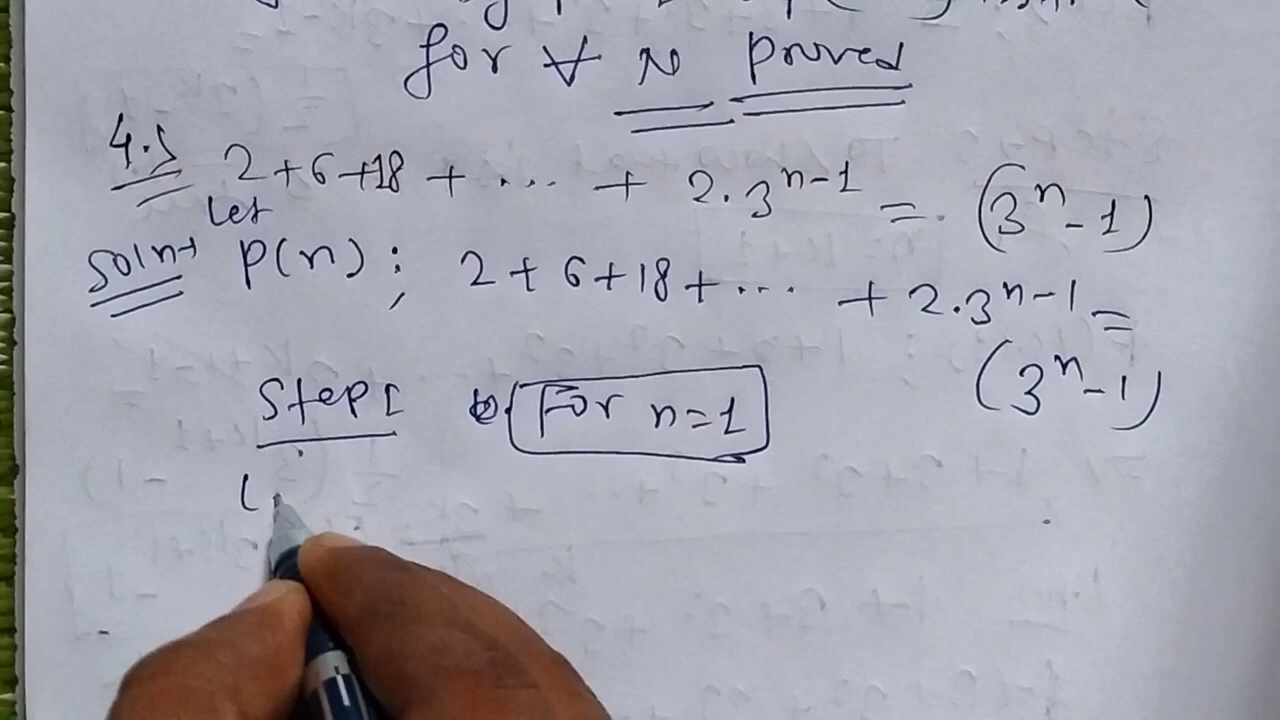 for ∀ N Proved
4.) 2+6+18 + ... + 2.3^{n-1} = (3^n - 1)
Let
Soln→ P(n); 2+6+18+... + 2.3^{n-1} =
(3^n - 1)
Step I For n=1
L